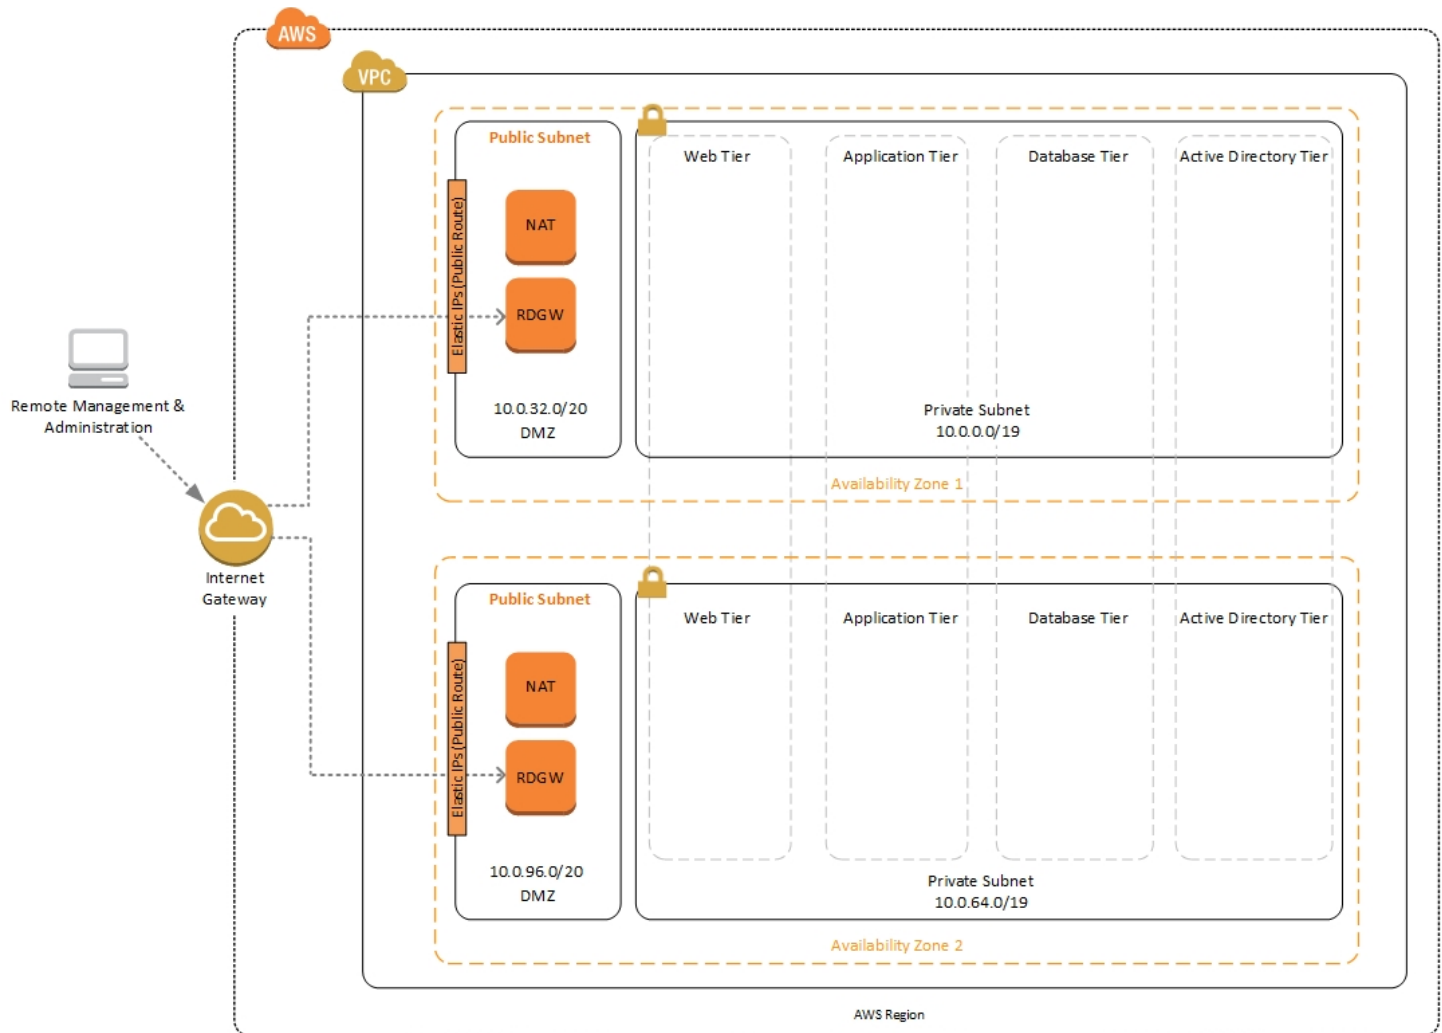 AWS
VPC
Public Subnet
Elastic IPs (Public Route)
NAT
RDGW
10.0.32.0/20
DMZ
Web Tier
Application Tier
Database Tier
Active Directory Tier
Private Subnet
10.0.0.0/19
Availability Zone 1
Remote Management &
Administration
Internet
Gateway
Public Subnet
Elastic IPs (Public Route)
NAT
RDGW
10.0.96.0/20
DMZ
Web Tier
Application Tier
Database Tier
Active Directory Tier
Private Subnet
10.0.64.0/19
Availability Zone 2
AWS Region